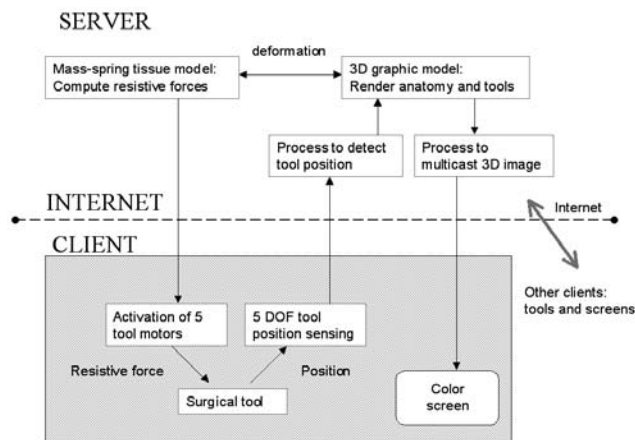 SERVER
deformation
Mass-spring tissue model:
Compute resistive forces
3D graphic model:
Render anatomy and tools
Process to detect
tool position
Process to
multicast 3D image
INTERNET
Internet
CLIENT
Other clients:
tools and screens
Activation of 5
tool motors
5 DOF tool
position sensing
Resistive force
Position
Surgical tool
Color
screen